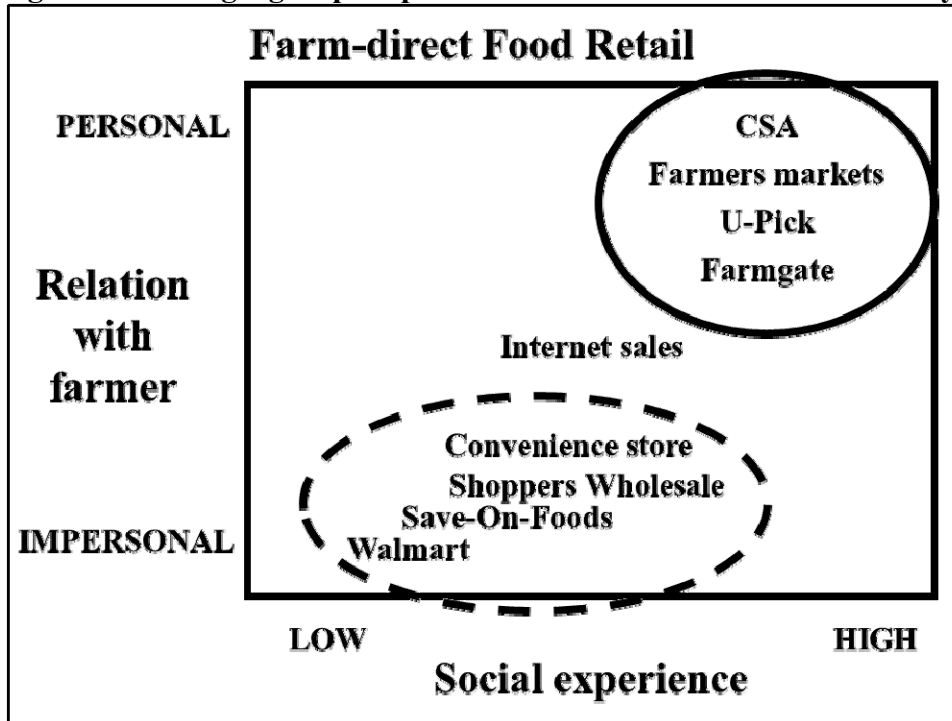 Farm-direct Food Retail
PERSONAL
CSA
Farmers markets
U-Pick
Farmgate
Relation
with
farmer
Internet sales
Convenience store
Shoppers Wholesale
Save-On-Foods
IMPERSONAL
Walmart
LOW
HIGH
Social experience